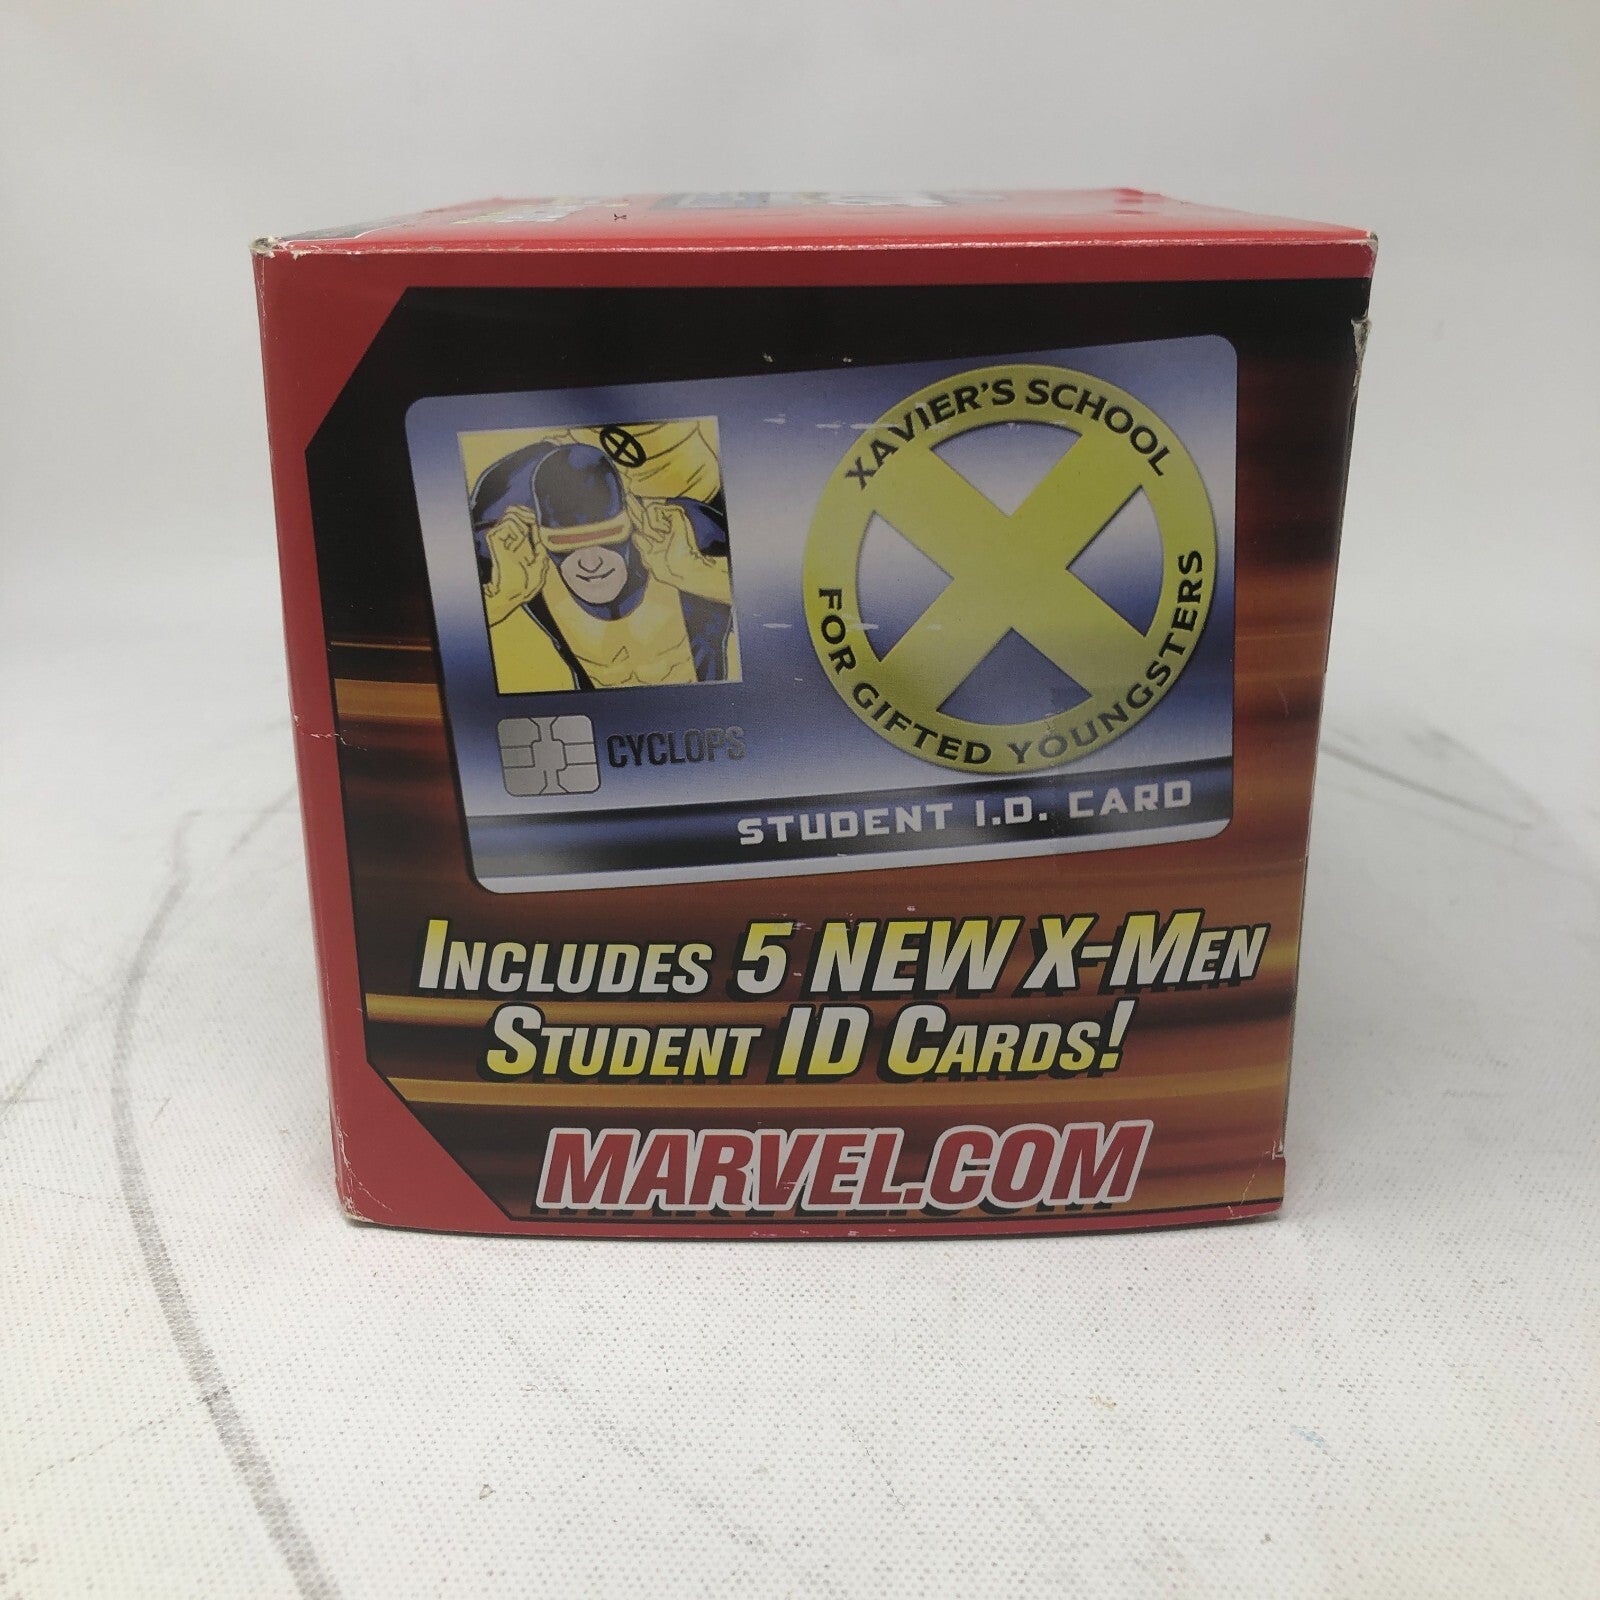 XAVIER'S SCHOOL
FOR GIFTED YOUNGSTERS
CYCLOPS
STUDENT I.D. CARD
INCLUDES 5 NEW X-MEN
STUDENT ID CARDS!
MARVEL.COM